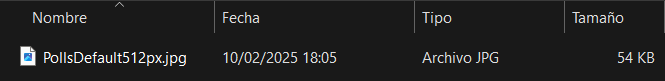 Nombre Fecha Tipo Tamaño
PollsDefault512px.jpg 10/02/2025 18:05 Archivo JPG 54 KB